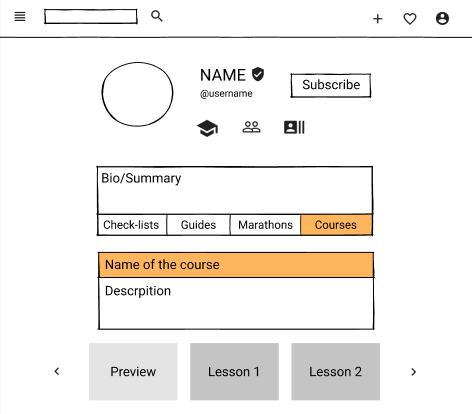 NAME
@username
Subscribe
Bio/Summary
Check-lists Guides Marathons Courses
Name of the course
Descrpition
Preview Lesson 1 Lesson 2